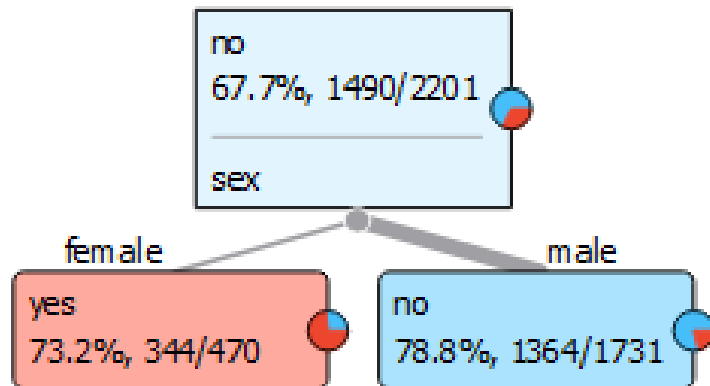 no
67.7%, 1490/2201
sex
female
male
yes
73.2%, 344/470
no
78.8%, 1364/1731